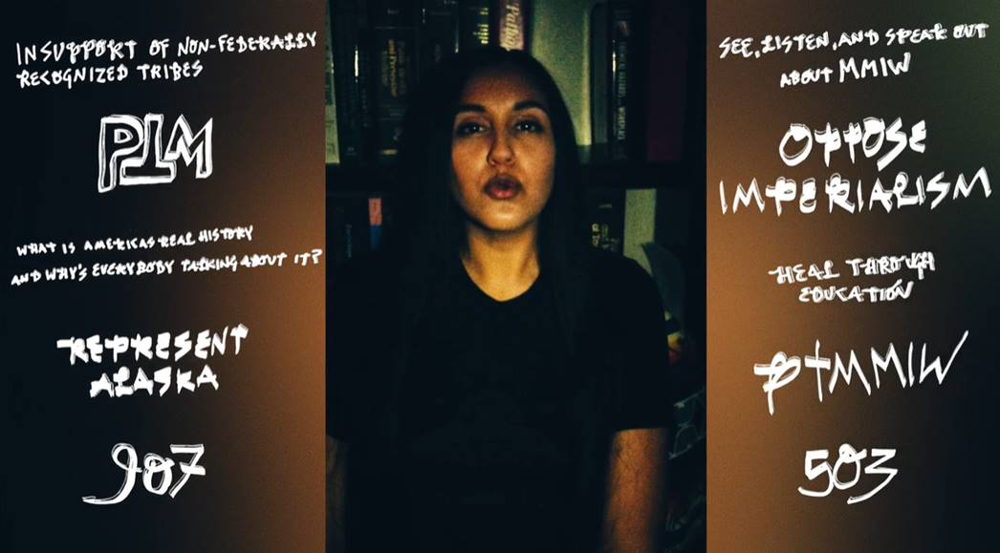 IN SUPPORT OF NON-FEDERALLY
RECOGNIZED TRIBES
PLM
WHAT IS AMERICAS REAL HISTORY
AND WHY'S EVERYBODY TALKING ABOUT IT?
REPRESENT
ALASKA
907
SEE, LISTEN, AND SPEAK OUT
ABOUT MMIW
OPPOSE
IMPERIALISM
HEAL THROUGH
EDUCATION
MMIW
503